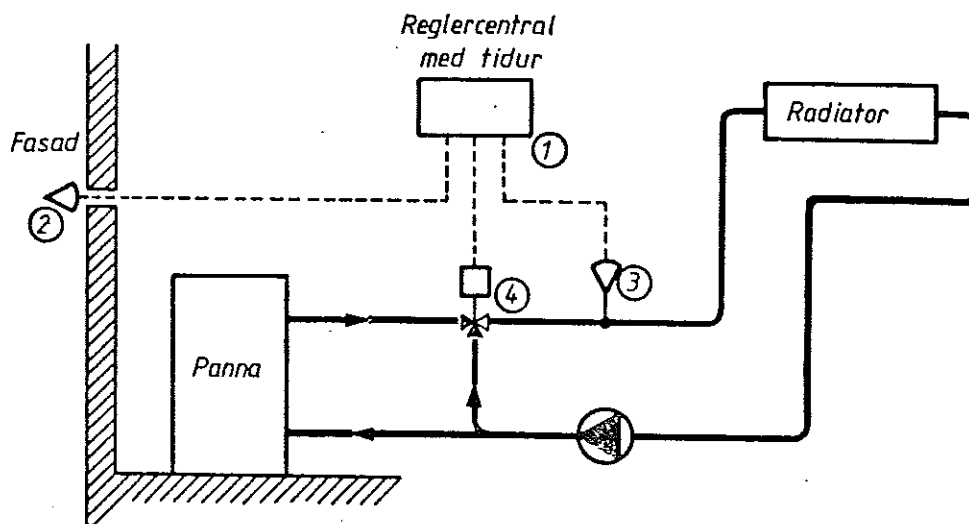 Reglercentral
med tidur
Radiator
Fasad
1
2
3
4
Panna